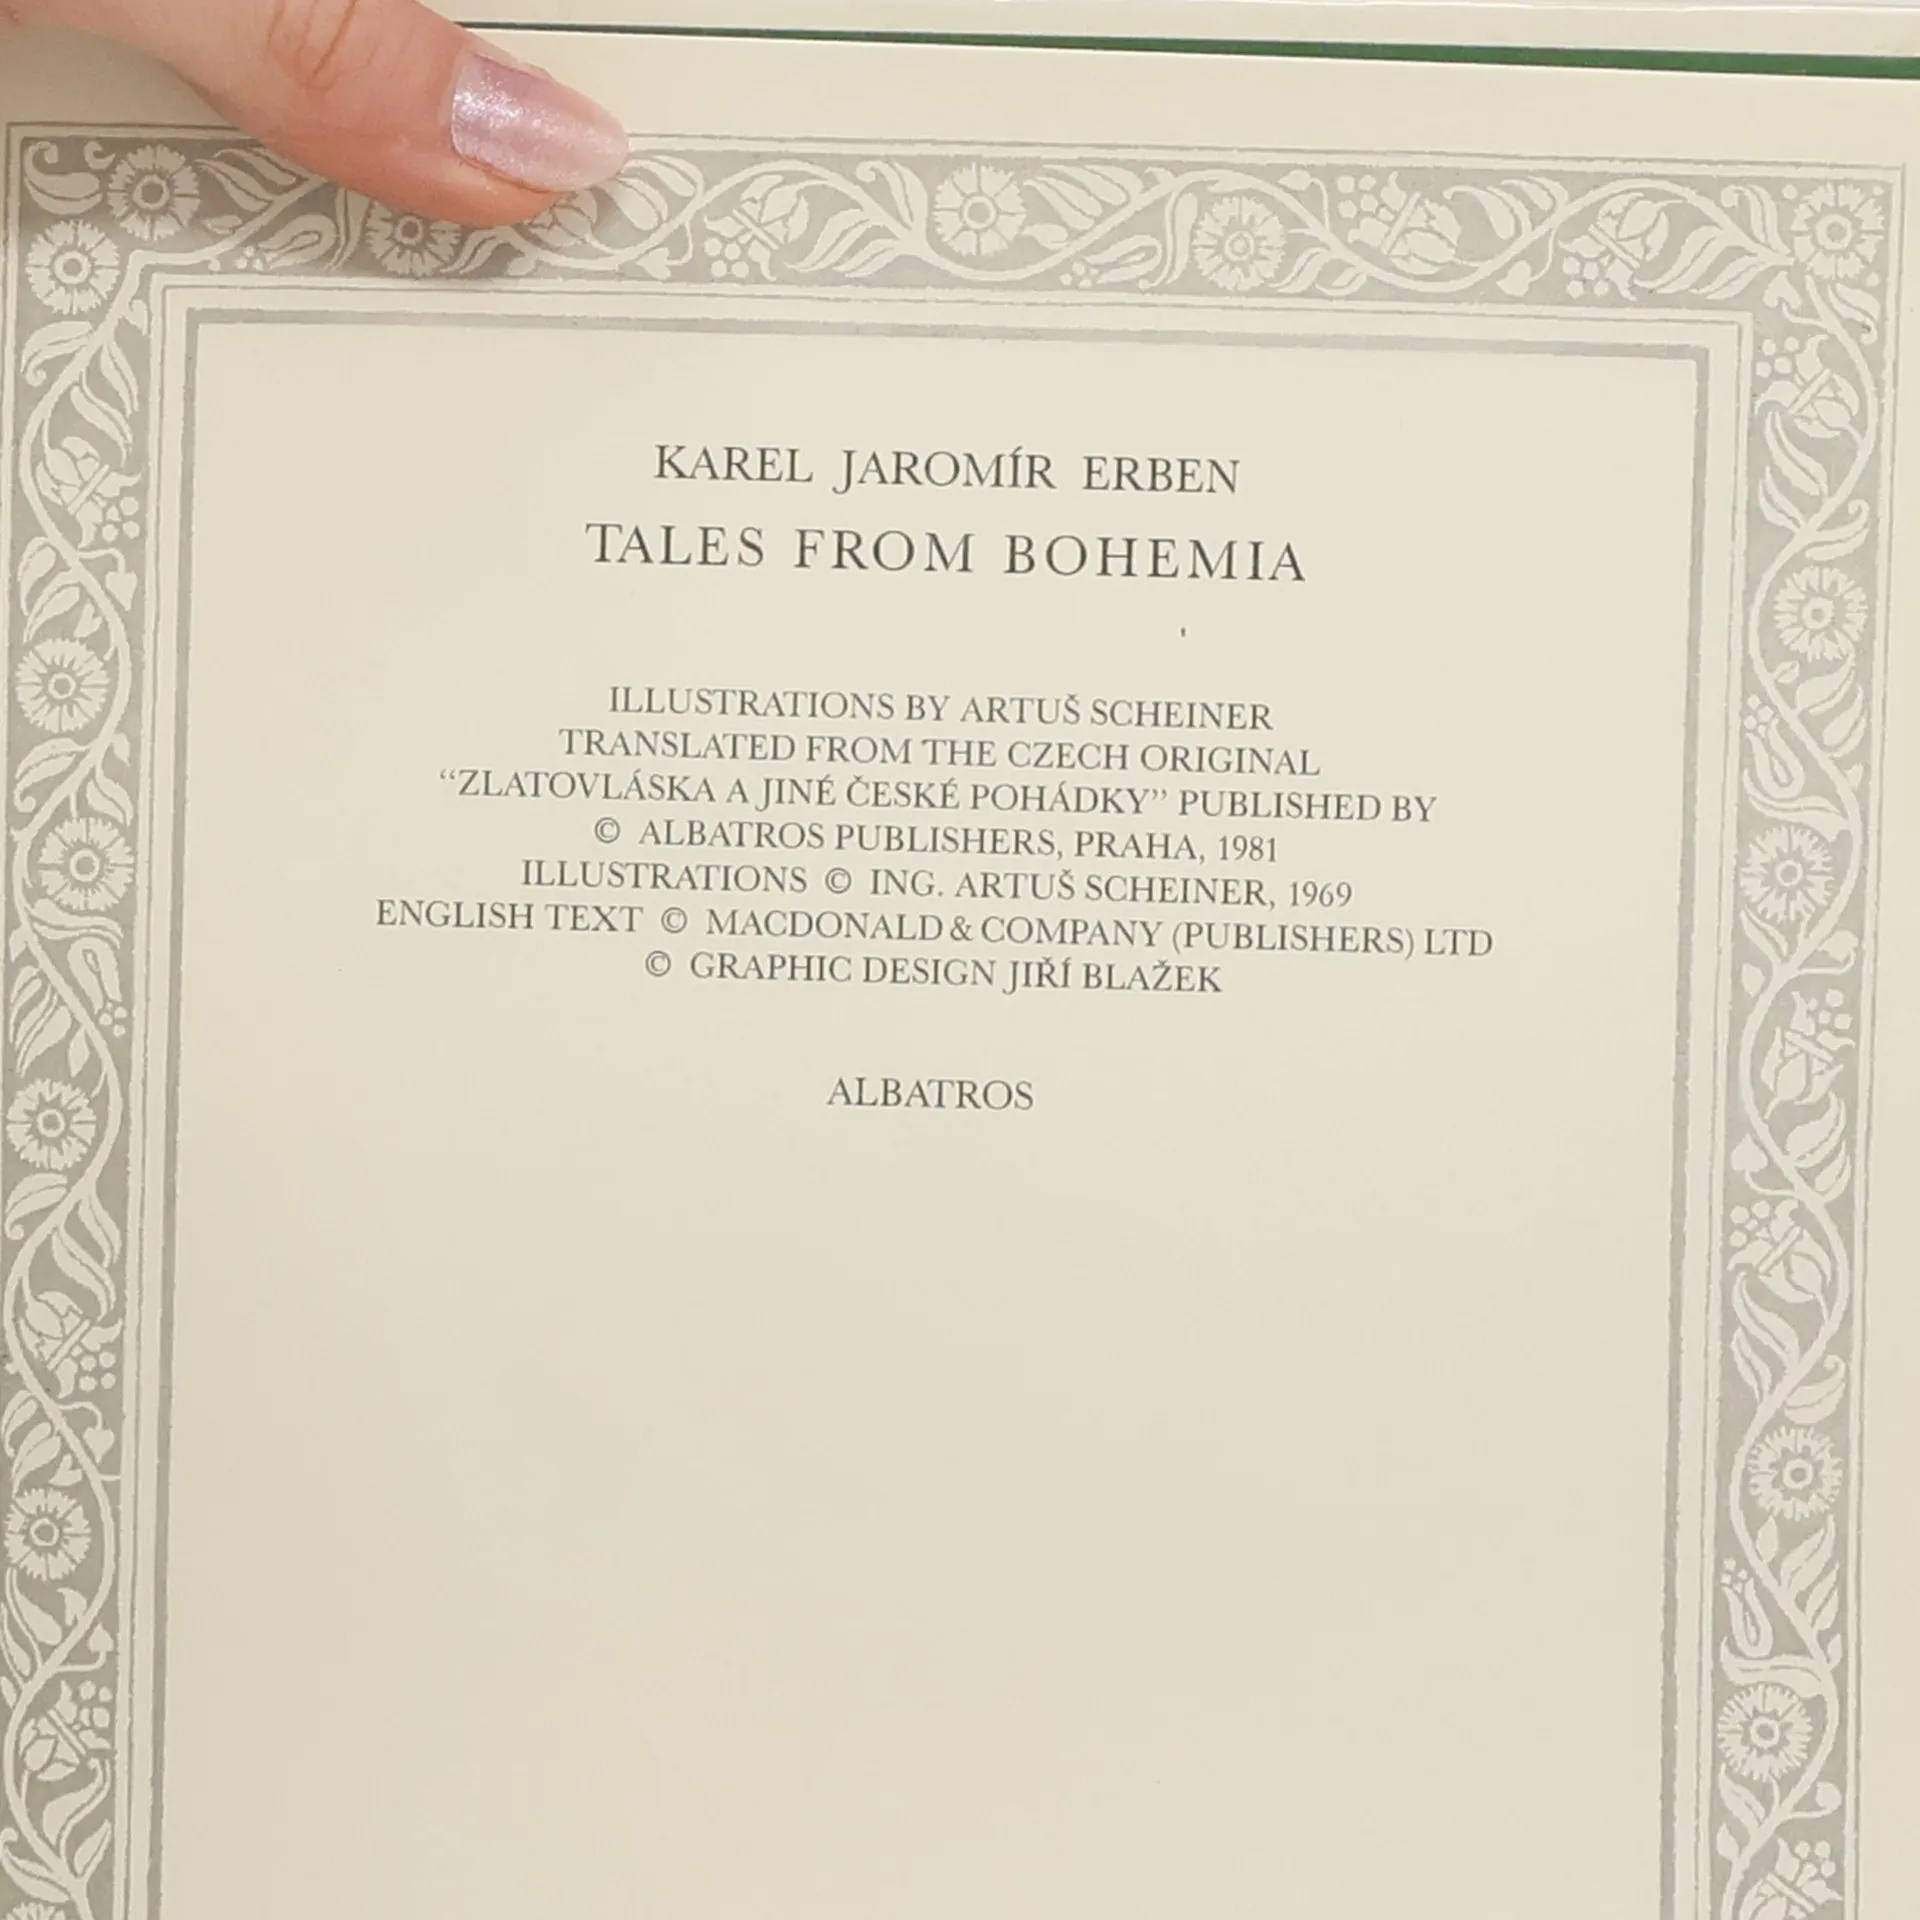 KAREL JAROMÍR ERBEN
TALES FROM BOHEMIA
ILLUSTRATIONS BY ARTUŠ SCHEINER
TRANSLATED FROM THE CZECH ORIGINAL
“ZLATOVLÁSKA A JINÉ ČESKÉ POHÁDKY” PUBLISHED BY
© ALBATROS PUBLISHERS, PRAHA, 1981
ILLUSTRATIONS © ING. ARTUŠ SCHEINER, 1969
ENGLISH TEXT © MACDONALD & COMPANY (PUBLISHERS) LTD
© GRAPHIC DESIGN JIŘÍ BLAŽEK
ALBATROS